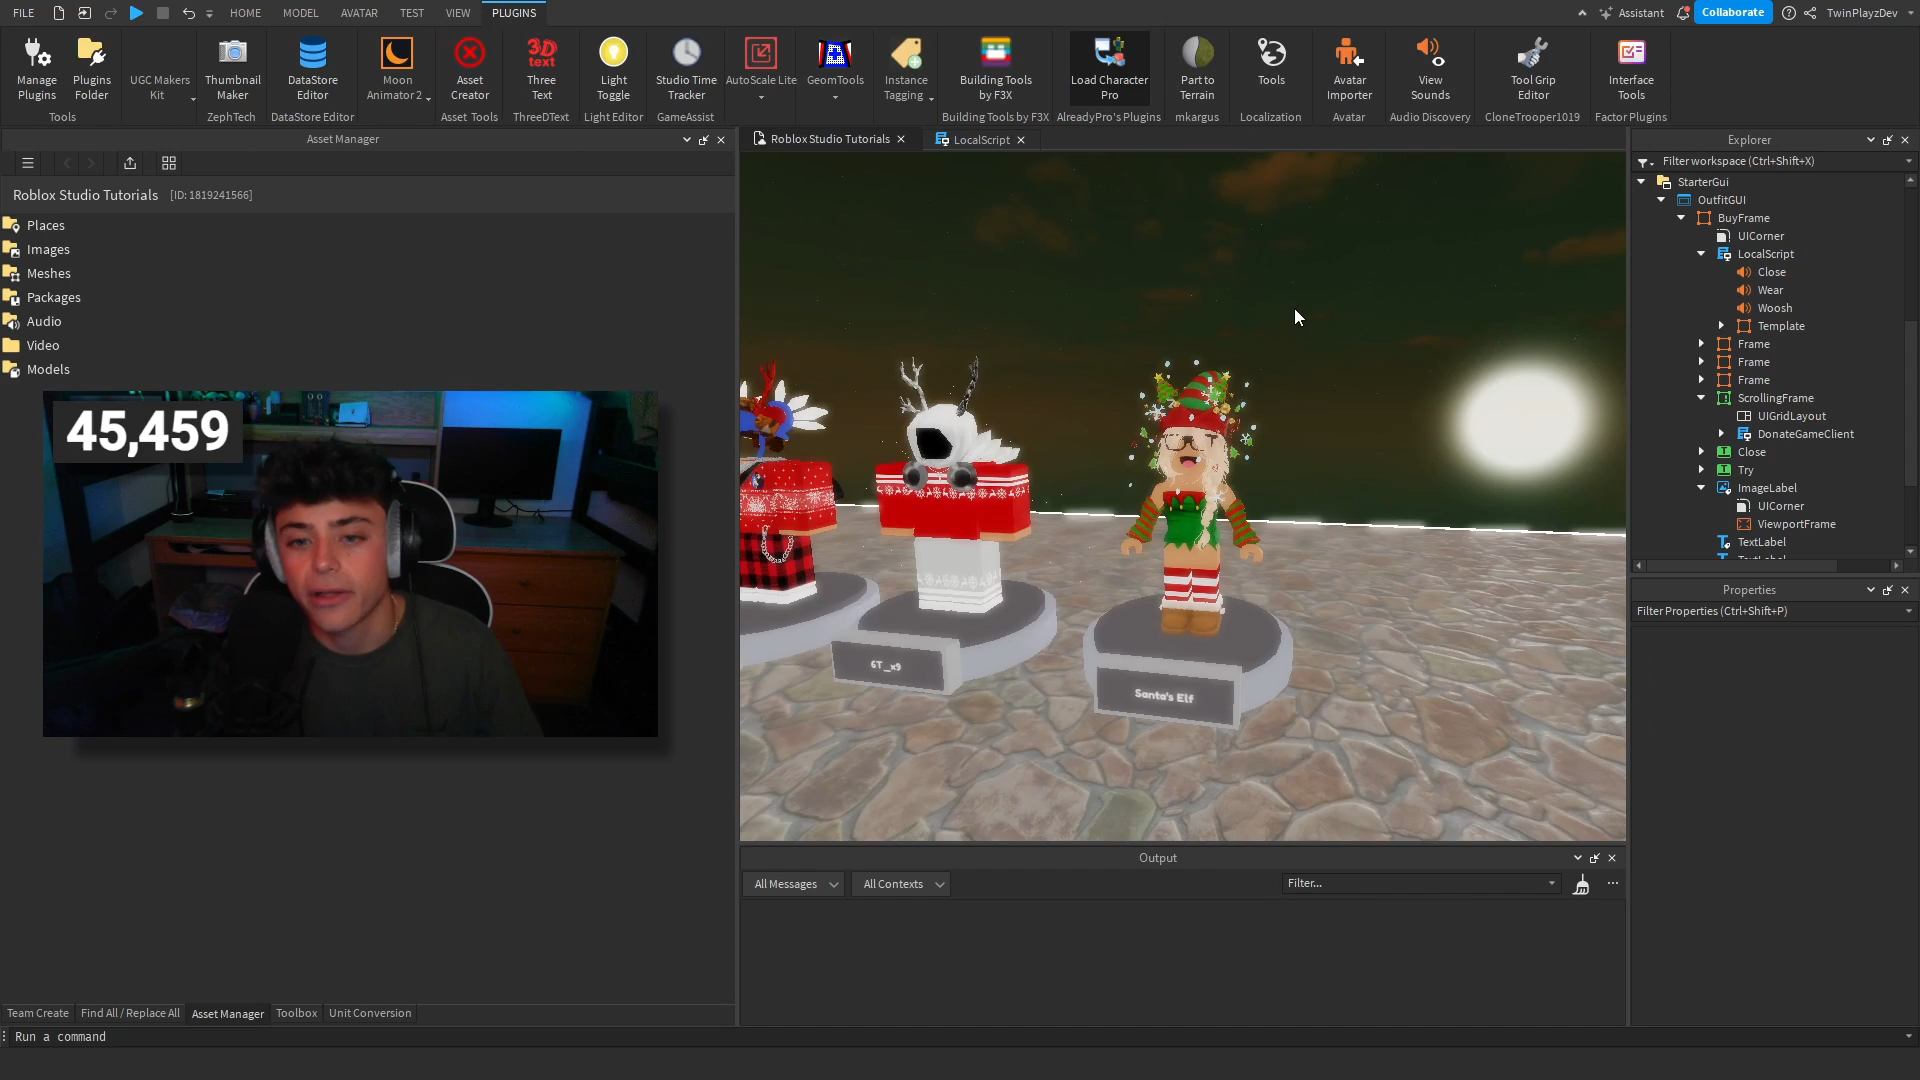 FILE HOME MODEL AVATAR TEST VIEW PLUGINS Assistant Collaborate TwinPlayzDev
Manage Plugins
Plugins Folder
UGC Makers Kit
Thumbnail Maker
DataStore Editor
Moon Animator 2
Asset Creator
3D text
Three Text
Light Toggle
Studio Time Tracker
AutoScale Lite
GeomTools
Instance Tagging
Building Tools by F3X
Load Character Pro
Part to Terrain
Tools
Avatar Importer
View Sounds
Tool Grip Editor
Interface Tools
Tools ZephTech DataStore Editor Asset Tools ThreeDText Light Editor GameAssist Building Tools by F3X AlreadyPro's Plugins mkargus Localization Avatar Audio Discovery CloneTrooper1019 Factor Plugins
Asset Manager
Roblox Studio Tutorials [ID: 1819241566]
Places
Images
Meshes
Packages
Audio
Video
Models
45,459
Team Create Find All / Replace All Asset Manager Toolbox Unit Conversion
Run a command
Roblox Studio Tutorials LocalScript
6T_x9
Santa's Elf
Output
All Messages All Contexts Filter...
Explorer
Filter workspace (Ctrl+Shift+X)
StarterGui
OutfitGUI
BuyFrame
UICorner
LocalScript
Close
Wear
Woosh
Template
Frame
Frame
Frame
ScrollingFrame
UIGridLayout
DonateGameClient
Close
Try
ImageLabel
UICorner
ViewportFrame
TextLabel
TextLabel
Properties
Filter Properties (Ctrl+Shift+P)